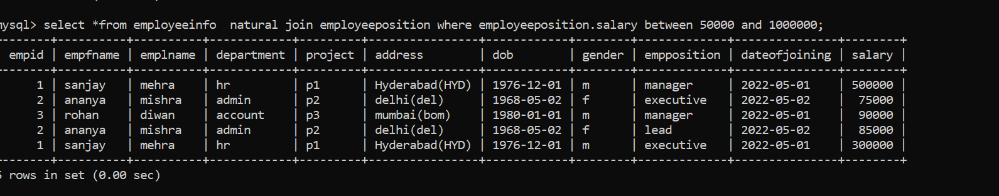 mysql> select *from employeeinfo  natural join employeeposition where employeeposition.salary between 50000 and 1000000;
-------+----------+----------+------------+---------+----------------+------------+--------+-------------+---------------+--------+
 empid | empfname | emplname | department | project | address        | dob        | gender | empposition | dateofjoining | salary |
-------+----------+----------+------------+---------+----------------+------------+--------+-------------+---------------+--------+
     1 | sanjay   | mehra    | hr         | p1      | Hyderabad(HYD) | 1976-12-01 | m      | manager     | 2022-05-01    | 500000 |
     2 | ananya   | mishra   | admin      | p2      | delhi(del)     | 1968-05-02 | f      | executive   | 2022-05-02    |  75000 |
     3 | rohan    | diwan    | account    | p3      | mumbai(bom)    | 1980-01-01 | m      | manager     | 2022-05-01    |  90000 |
     2 | ananya   | mishra   | admin      | p2      | delhi(del)     | 1968-05-02 | f      | lead        | 2022-05-02    |  85000 |
     1 | sanjay   | mehra    | hr         | p1      | Hyderabad(HYD) | 1976-12-01 | m      | executive   | 2022-05-01    | 300000 |
-------+----------+----------+------------+---------+----------------+------------+--------+-------------+---------------+--------+
5 rows in set (0.00 sec)